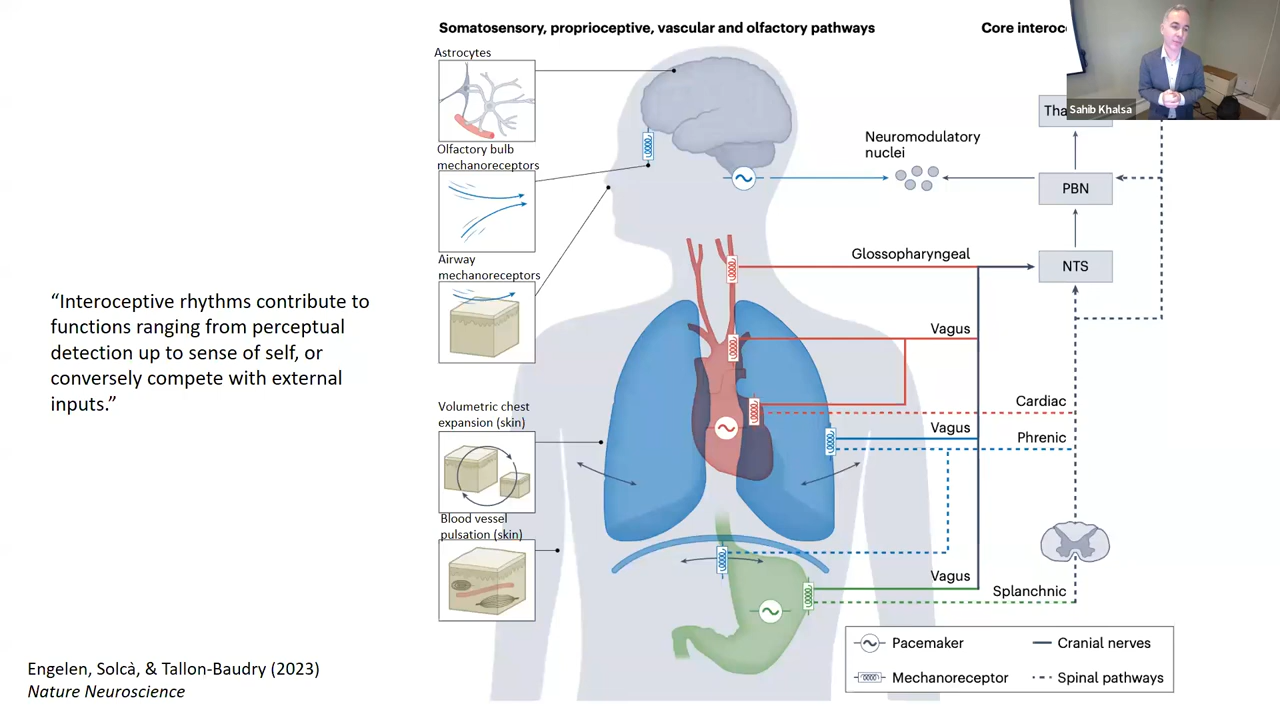 Somatosensory, proprioceptive, vascular and olfactory pathways
Core interoc
Sahib Khalsa
Astrocytes
Olfactory bulb
mechanoreceptors
Airway
mechanoreceptors
Volumetric chest
expansion (skin)
Blood vessel
pulsation (skin)
“Interoceptive rhythms contribute to
functions ranging from perceptual
detection up to sense of self, or
conversely compete with external
inputs.”
Engelen, Solcà, & Tallon-Baudry (2023)
Nature Neuroscience
Neuromodulatory
nuclei
Tha
PBN
NTS
Glossopharyngeal
Vagus
Cardiac
Vagus
Phrenic
Vagus
Splanchnic
Pacemaker
Cranial nerves
Mechanoreceptor
Spinal pathways